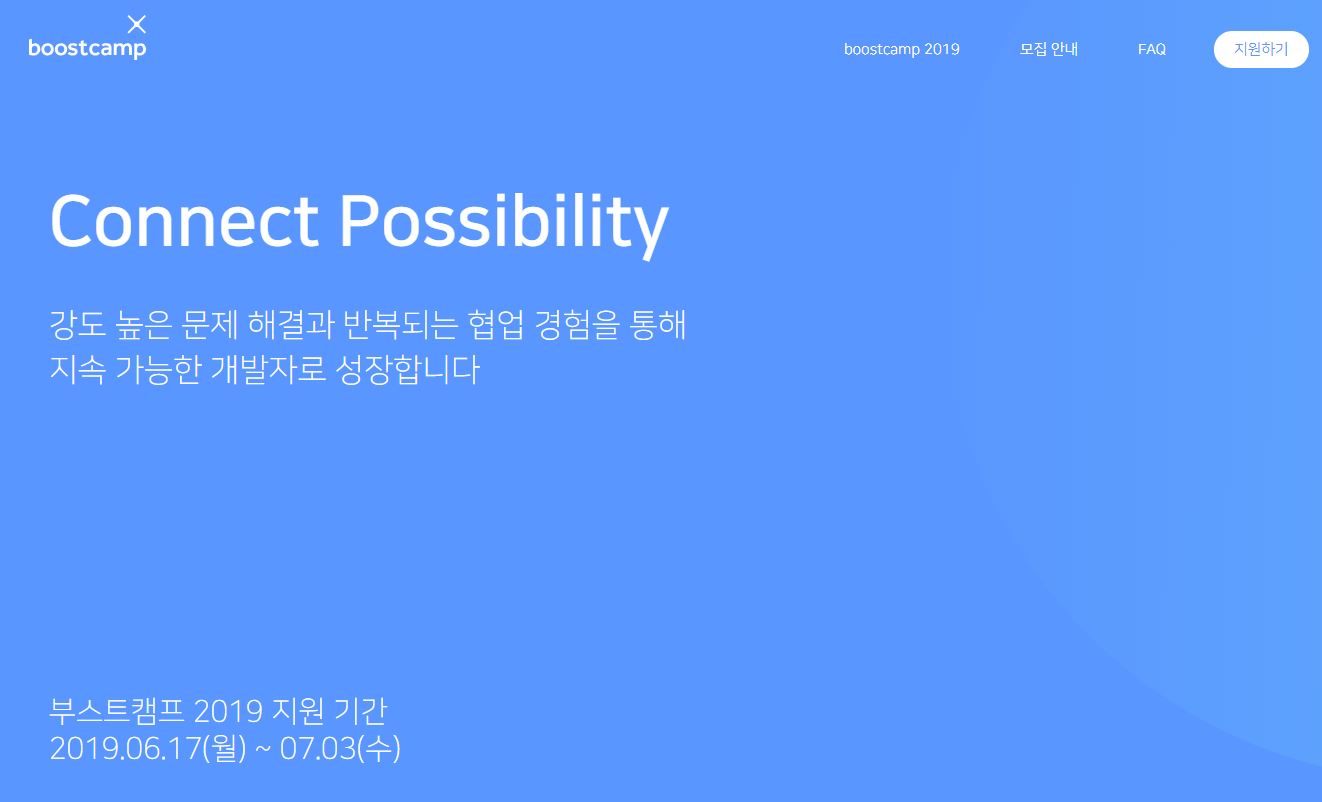 boostcamp
boostcamp 2019
모집 안내
FAQ
지원하기
Connect Possibility
강도 높은 문제 해결과 반복되는 협업 경험을 통해
지속 가능한 개발자로 성장합니다
부스트캠프 2019 지원 기간
2019.06.17(월) ~ 07.03(수)